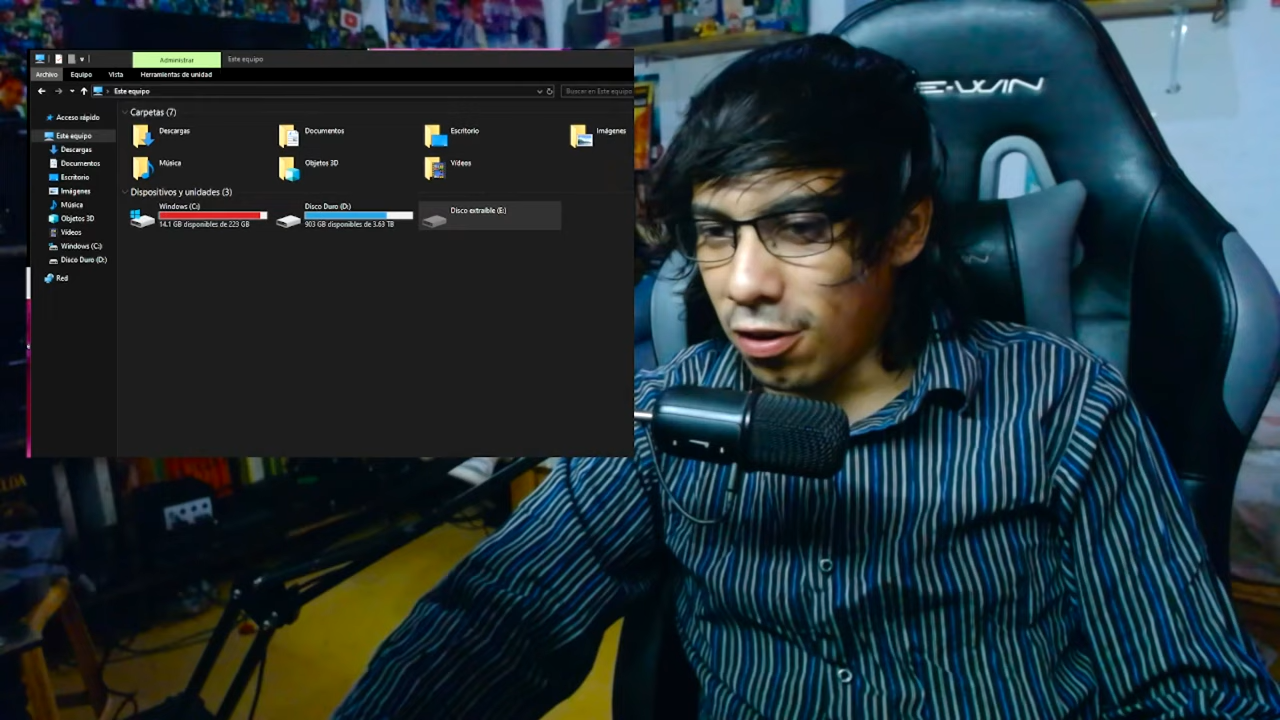 Administrar
Este equipo
Archivo
Equipo
Vista
Herramientas de unidad
Este equipo
Buscar en Este equipo
Acceso rápido
Este equipo
Descargas
Documentos
Escritorio
Imágenes
Música
Objetos 3D
Vídeos
Windows (C:)
Disco Duro (D:)
Red
Carpetas (7)
Descargas
Documentos
Escritorio
Imágenes
Música
Objetos 3D
Vídeos
Dispositivos y unidades (3)
Windows (C:)
14.1 GB disponibles de 223 GB
Disco Duro (D:)
903 GB disponibles de 3.63 TB
Disco extraíble (E:)
E-WIN